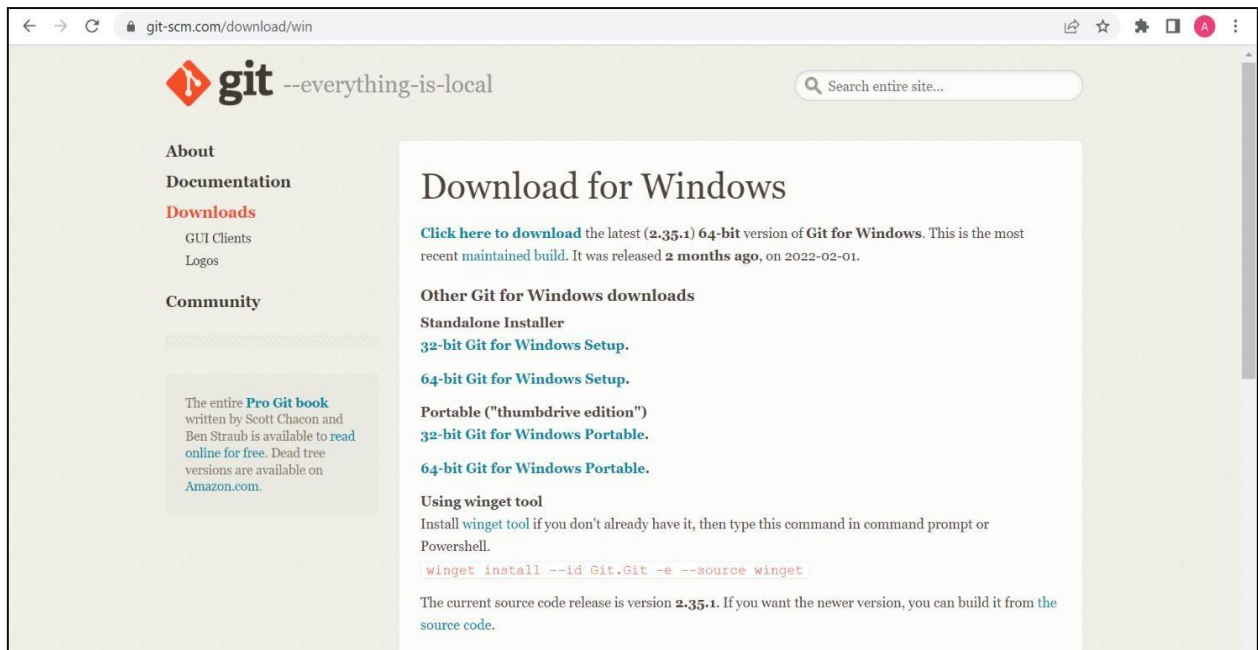 git-scm.com/download/win
A
git --everything-is-local
Search entire site...
About
Documentation
Downloads
GUI Clients
Logos
Community
The entire Pro Git book
written by Scott Chacon and
Ben Straub is available to read
online for free. Dead tree
versions are available on
Amazon.com.
Download for Windows
Click here to download the latest (2.35.1) 64-bit version of Git for Windows. This is the most
recent maintained build. It was released 2 months ago, on 2022-02-01.
Other Git for Windows downloads
Standalone Installer
32-bit Git for Windows Setup.
64-bit Git for Windows Setup.
Portable ("thumbdrive edition")
32-bit Git for Windows Portable.
64-bit Git for Windows Portable.
Using winget tool
Install winget tool if you don't already have it, then type this command in command prompt or
Powershell.
winget install --id Git.Git -e --source winget
The current source code release is version 2.35.1. If you want the newer version, you can build it from the
source code.